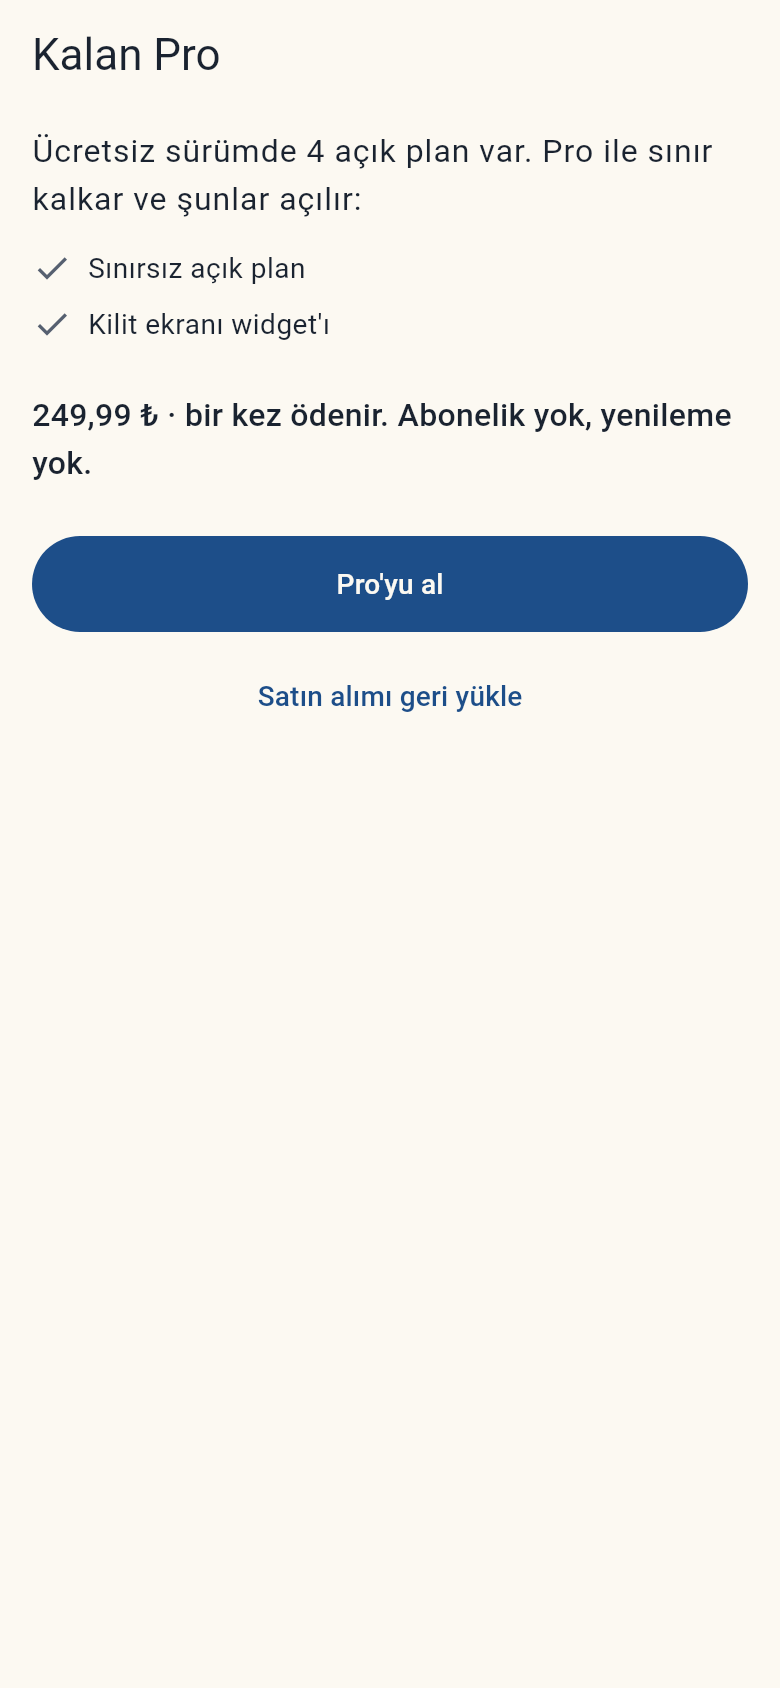 Kalan Pro
Ücretsiz sürümde 4 açık plan var. Pro ile sınır
kalkar ve şunlar açılır:
Sınırsız açık plan
Kilit ekranı widget'ı
249,99 ₺ · bir kez ödenir. Abonelik yok, yenileme
yok.
Pro'yu al
Satın alımı geri yükle